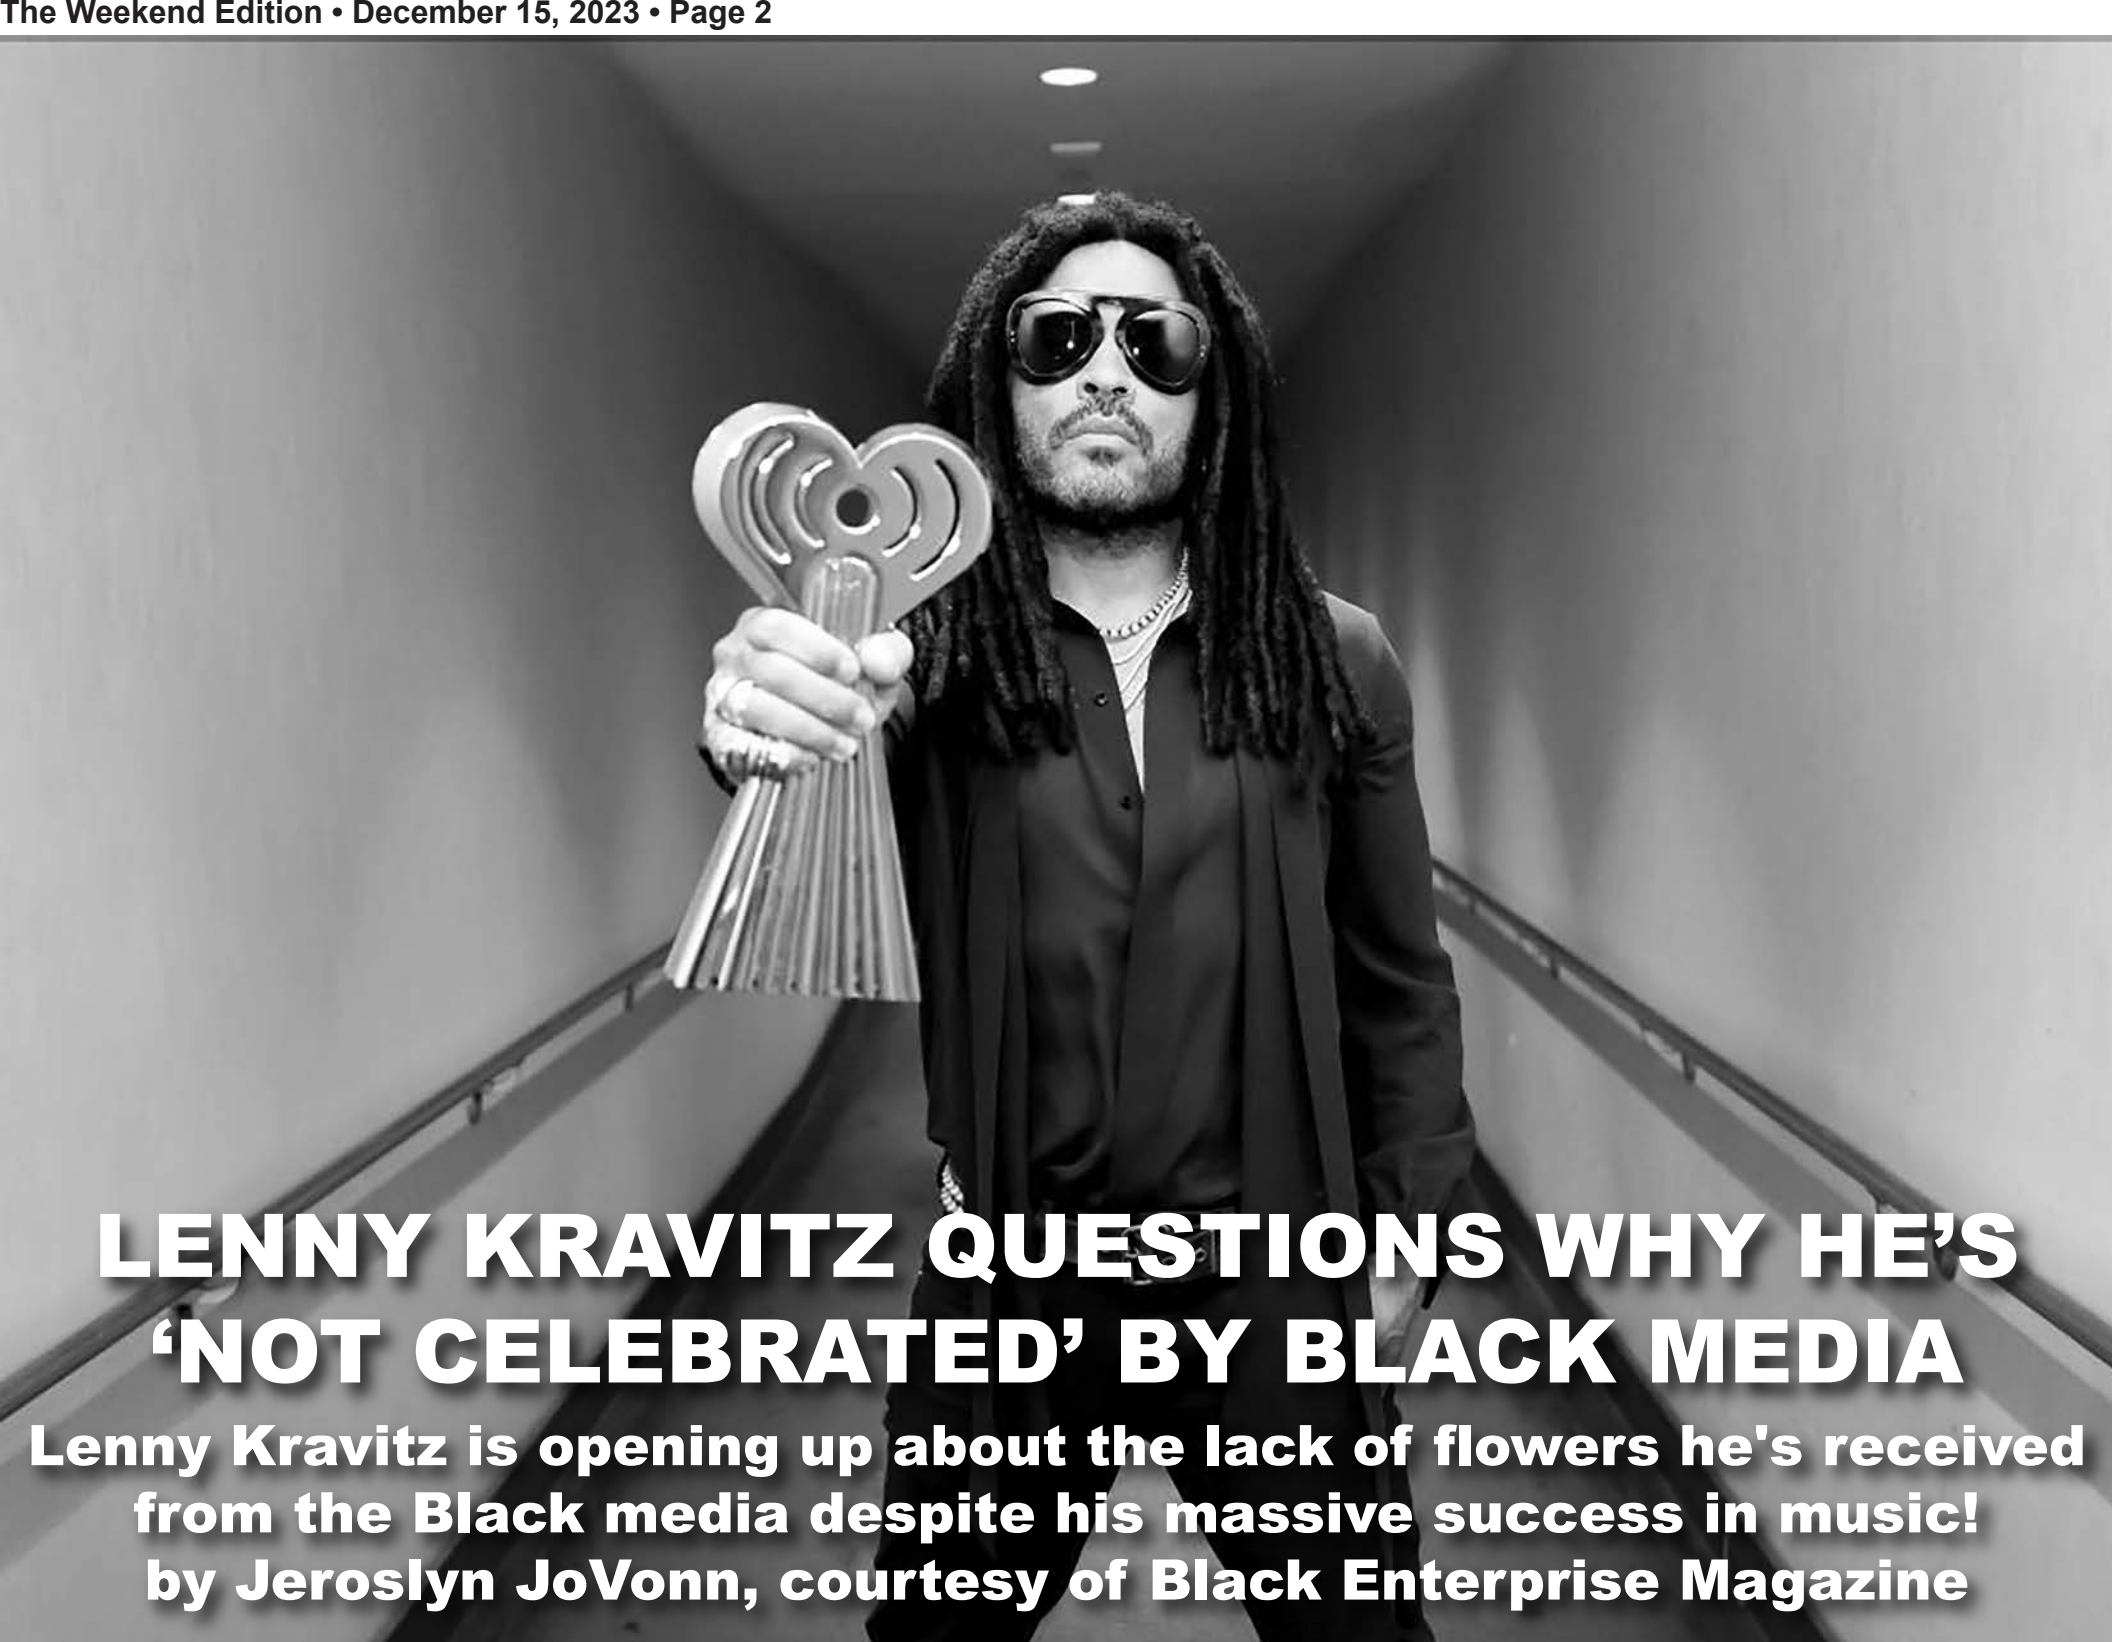 The Weekend Edition • December 15, 2023 • Page 2
LENNY KRAVITZ QUESTIONS WHY HE’S
‘NOT CELEBRATED’ BY BLACK MEDIA
Lenny Kravitz is opening up about the lack of flowers he's received
from the Black media despite his massive success in music!
by Jeroslyn JoVonn, courtesy of Black Enterprise Magazine